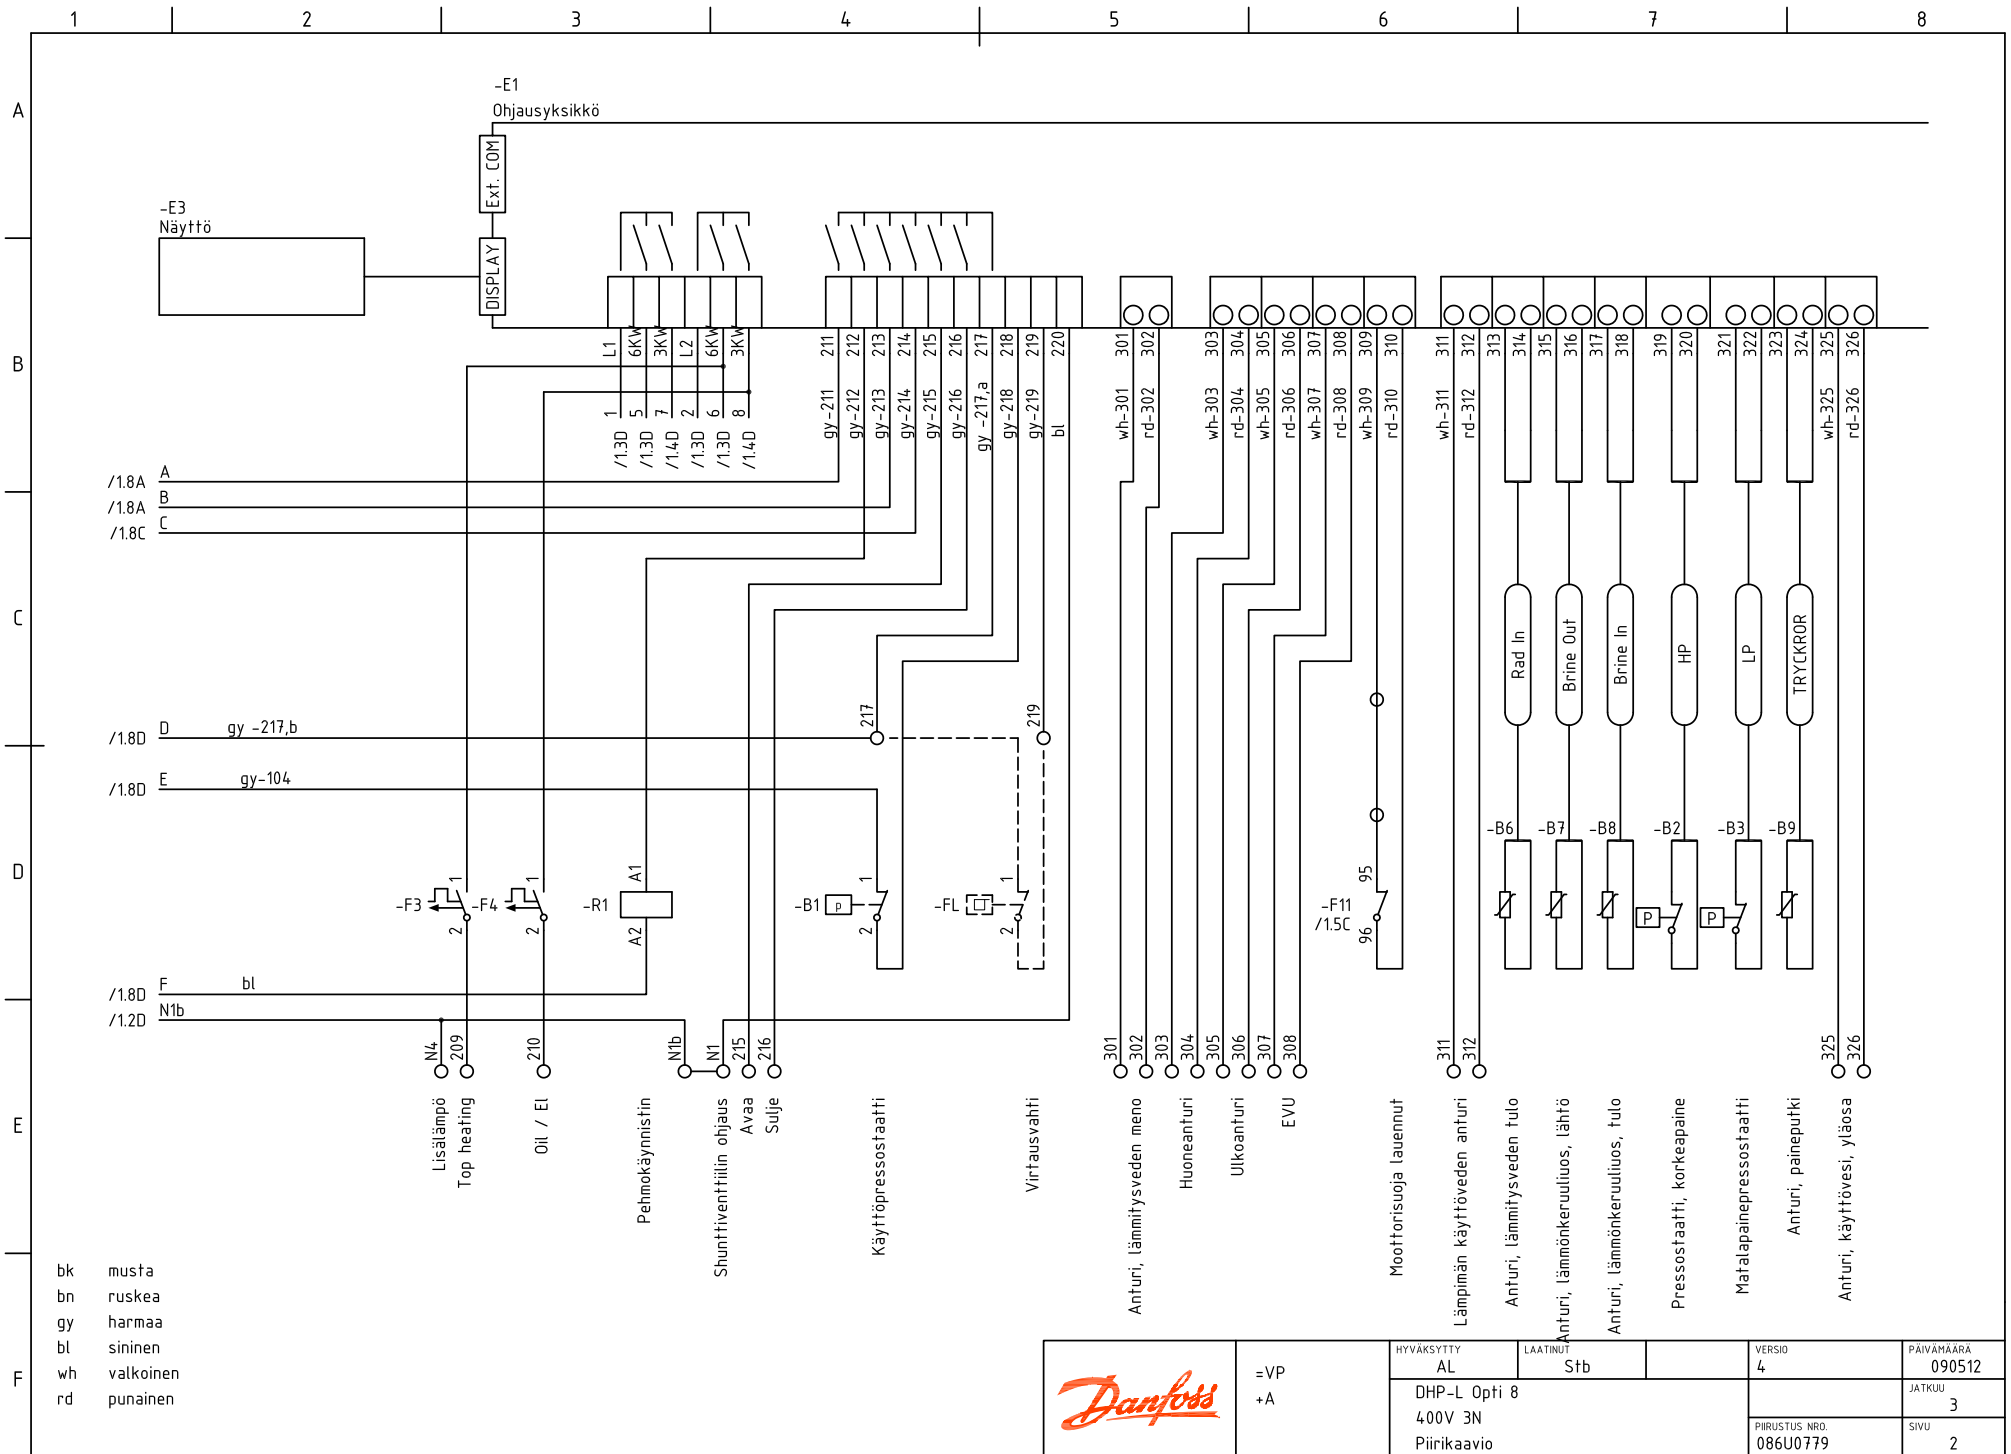 1 2 3 4 5 6 7 8
A
B
C
D
E
F
-E1
Ohjausyksikkö
Ext. COM
-E3
Näyttö
DISPLAY
L1 6KW 3KW L2 6KW 3KW
1 5 7 2 6 8
/1.3D /1.3D /1.4D /1.3D /1.3D /1.4D
211 212 213 214 215 216 217 218 219 220
gy-211 gy-212 gy-213 gy-214 gy-215 gy-216 gy -217,a gy-218 gy-219 bl
301 302
wh-301 rd-302
303 304 305 306 307 308 309 310
wh-303 rd-304 wh-305 rd-306 wh-307 rd-308 wh-309 rd-310
311 312 313 314 315 316 317 318 319 320 321 322 323 324 325 326
wh-311 rd-312 wh-325 rd-326
/1.8A A
/1.8A B
/1.8C C
Rad In
Brine Out
Brine In
HP
LP
TRYCKROR
/1.8D D gy -217,b
217 219
/1.8D E gy-104
-F3 1 2
-F4 1 2
-R1 A1 A2
-B1 p 1 2
-FL 1 2
-F11
/1.5C
95 96
-B6 -B7 -B8 -B2 -B3 -B9
P P
/1.8D F bl
/1.2D N1b
N4 209 210 N1b N1 215 216
301 302 303 304 305 306 307 308
311 312 325 326
Lisälämpö
Top heating
Oil / El
Pehmokäynnistin
Shunttiventtiilin ohjaus
Avaa
Sulje
Käyttöpressostaatti
Virtausvahti
Anturi, lämmitysveden meno
Huoneanturi
Ulkoanturi
EVU
Moottorisuoja lauennut
Lämpimän käyttöveden anturi
Anturi, lämmitysveden tulo
Anturi, lämmönkeruuliuos, lähtö
Anturi, lämmönkeruuliuos, tulo
Pressostaatti, korkeapaine
Matalapainepressostaatti
Anturi, paineputki
Anturi, käyttövesi, yläosa
bk musta
bn ruskea
gy harmaa
bl sininen
wh valkoinen
rd punainen
Danfoss
=VP
+A
HYVÄKSYTTY
AL
LAATINUT
Stb
VERSIO
4
PÄIVÄMÄÄRÄ
090512
DHP-L Opti 8
400V 3N
Piirikaavio
JATKUU
3
PIIRUSTUS NRO.
086U0779
SIVU
2